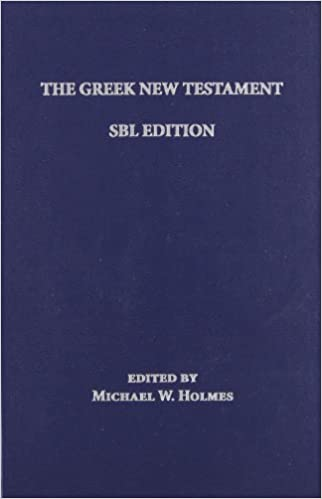 THE GREEK NEW TESTAMENT
SBL EDITION
EDITED BY
MICHAEL W. HOLMES